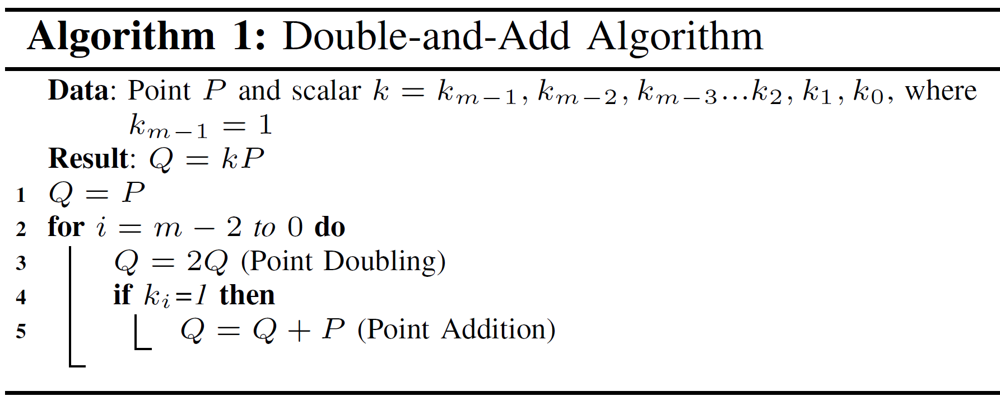 Algorithm 1: Double-and-Add Algorithm
Data: Point P and scalar k = k_{m-1}, k_{m-2}, k_{m-3}...k_2, k_1, k_0, where
k_{m-1} = 1
Result: Q = kP
1 Q = P
2 for i = m − 2 to 0 do
3 Q = 2Q (Point Doubling)
4 if k_i=1 then
5 Q = Q + P (Point Addition)